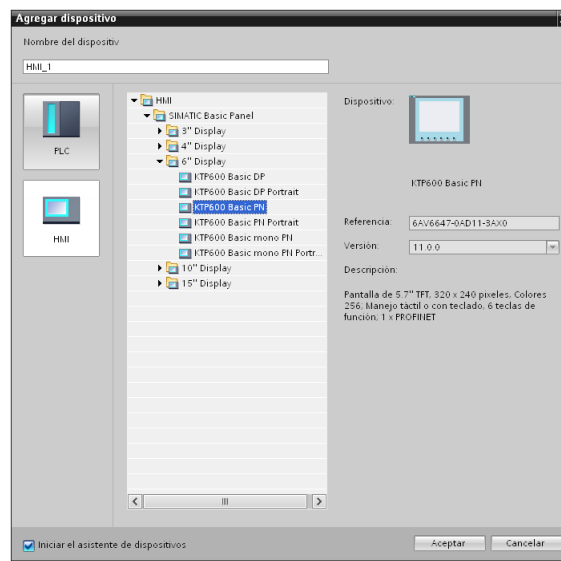 Agregar dispositivo
Nombre del dispositiv
HMI_1
PLC
HMI
HMI
SIMATIC Basic Panel
3" Display
4" Display
6" Display
KTP600 Basic DP
KTP600 Basic DP Portrait
KTP600 Basic PN
KTP600 Basic PN Portrait
KTP600 Basic mono PN
KTP600 Basic mono PN Portr...
10" Display
15" Display
Dispositivo:
KTP600 Basic PN
Referencia: 6AV6647-0AD11-3AX0
Versión: 11.0.0
Descripción:
Pantalla de 5.7" TFT, 320 x 240 pixeles, Colores
256; Manejo táctil o con teclado, 6 teclas de
función; 1 x PROFINET
Iniciar el asistente de dispositivos
Aceptar
Cancelar